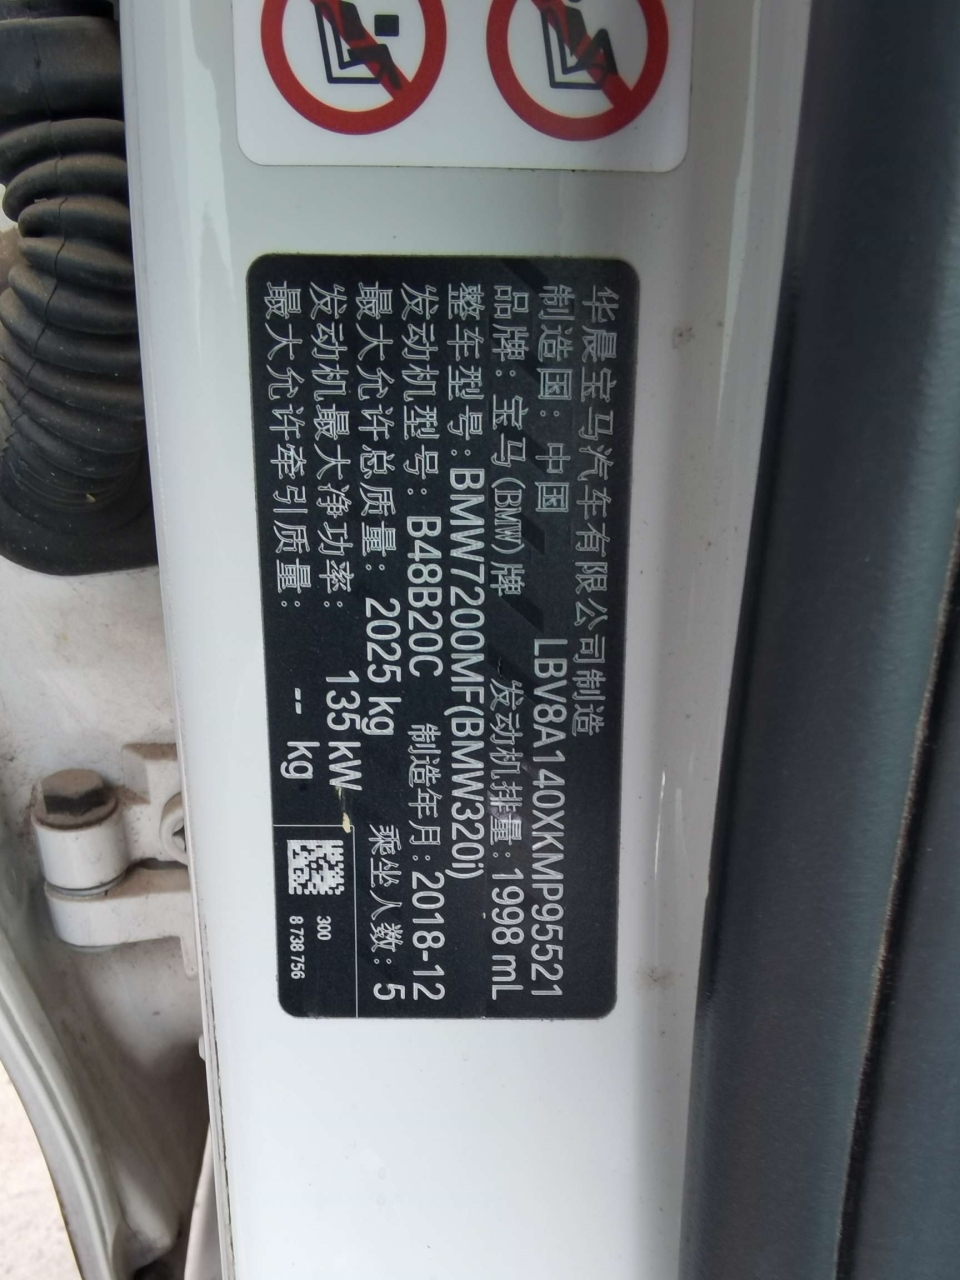 华晨宝马汽车有限公司制造
制造国：中国 LBV8A140XKMP95521
品牌：宝马(BMW)牌 发动机排量：1998 mL
整车型号：BMW7200MF(BMW320i)
发动机型号：B48B20C 制造年月：2018-12
最大允许总质量： 2025 kg 乘坐人数：5
发动机最大净功率： 135 kW
最大允许牵引质量： -- kg
300
8 738 756